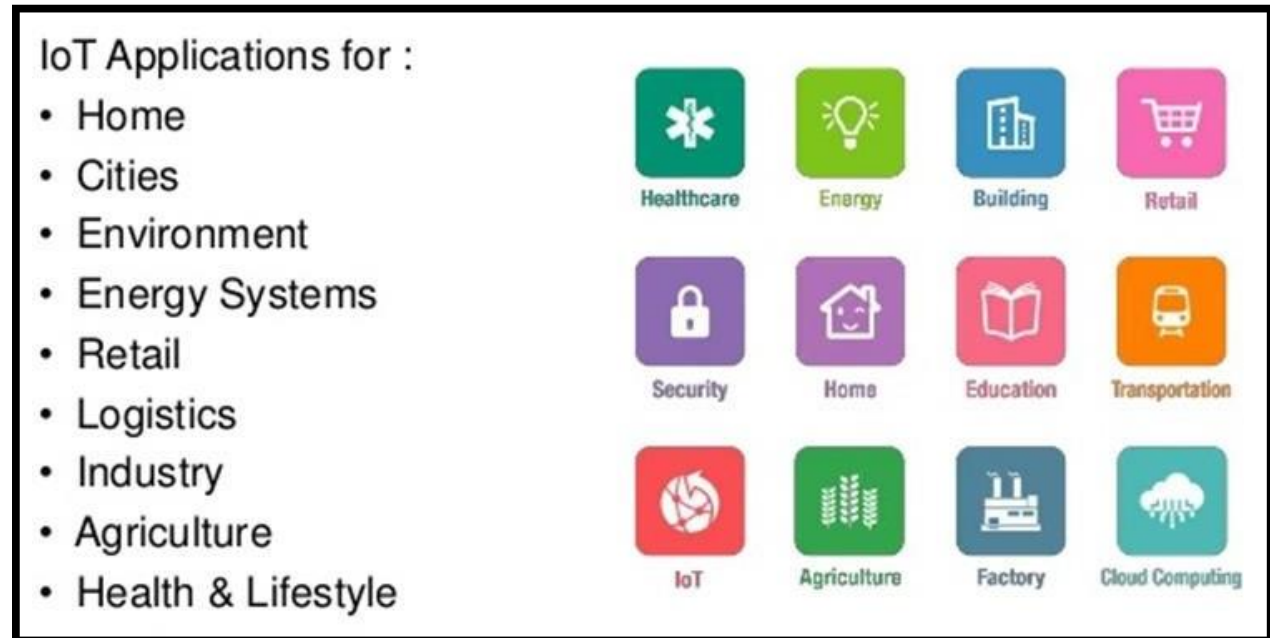 IoT Applications for :
• Home
• Cities
• Environment
• Energy Systems
• Retail
• Logistics
• Industry
• Agriculture
• Health & Lifestyle
Healthcare
Energy
Building
Retail
Security
Home
Education
Transportation
IoT
Agriculture
Factory
Cloud Computing